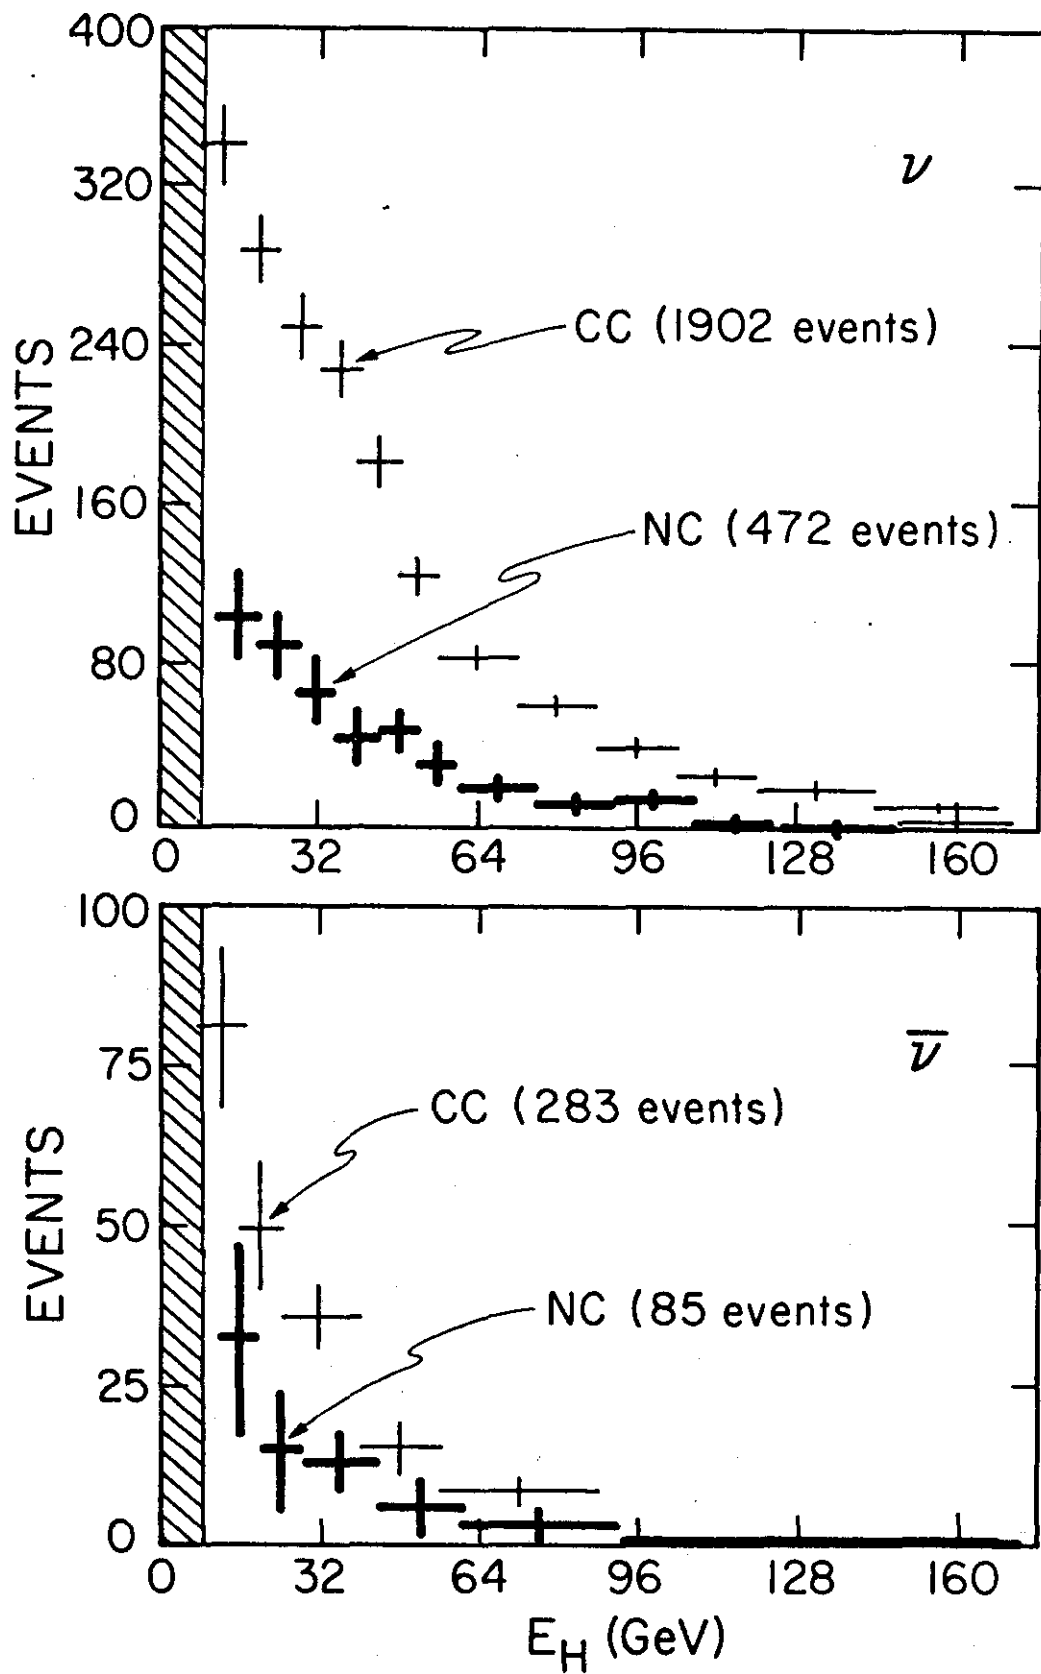 400
320
240
160
80
0
EVENTS
ν
CC (1902 events)
NC (472 events)
0 32 64 96 128 160
100
75
50
25
0
EVENTS
ν̅
CC (283 events)
NC (85 events)
0 32 64 96 128 160
E_H (GeV)